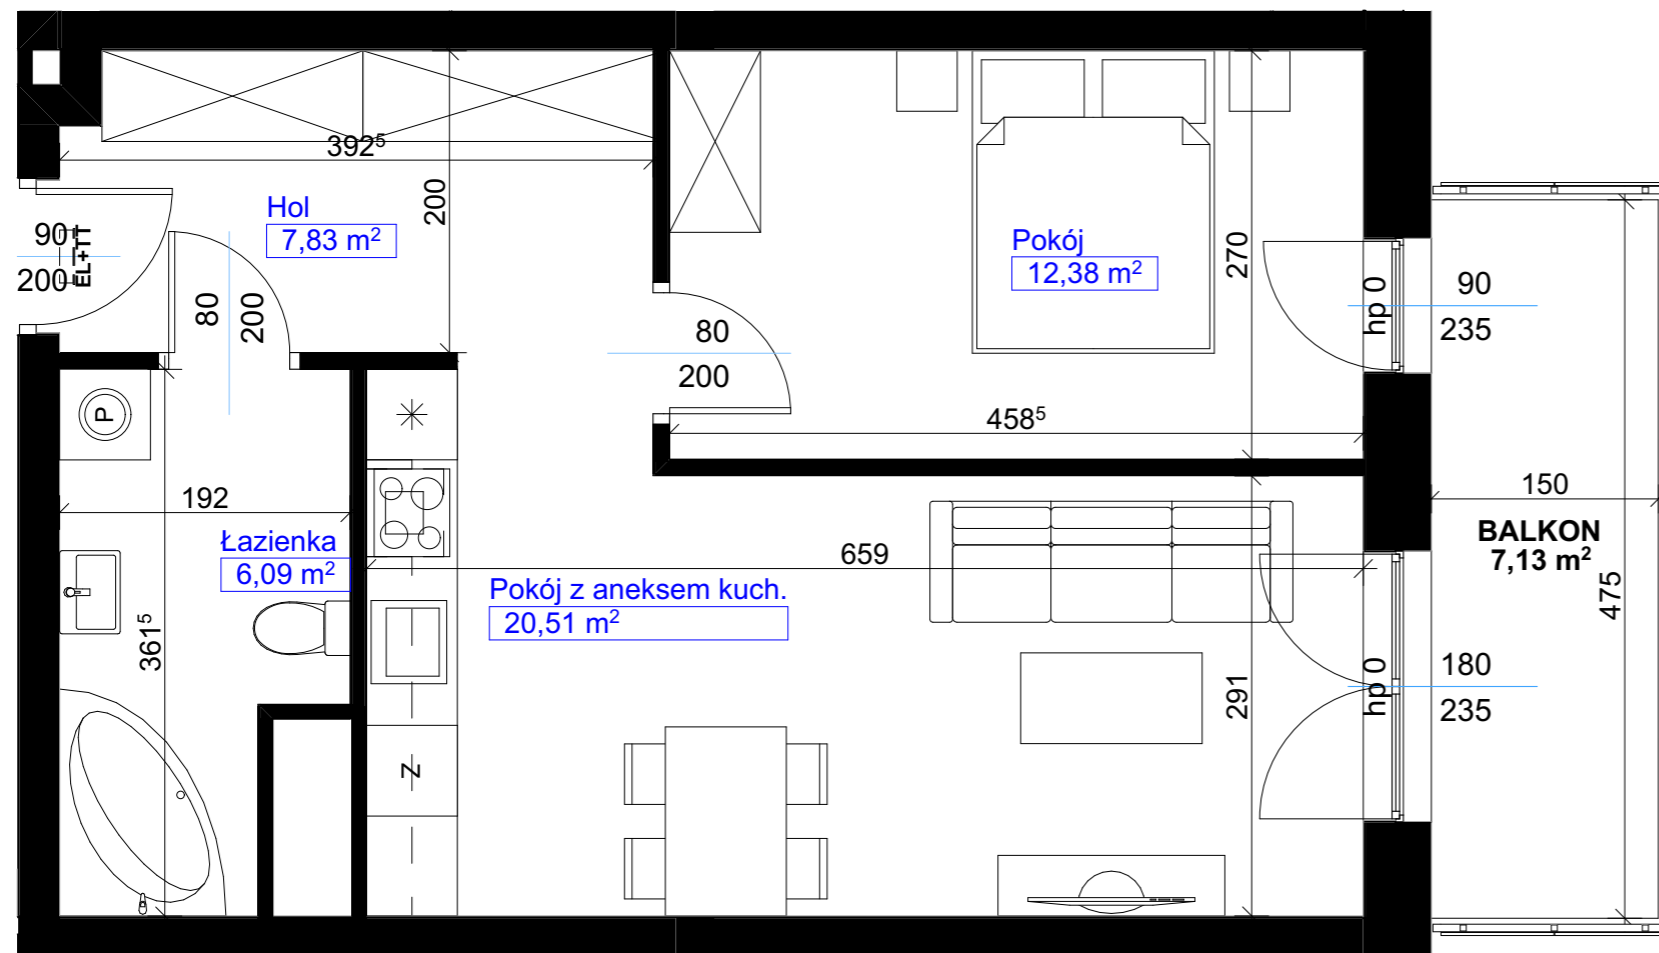 392⁵
200
Hol
7,83 m²
90
200
EL+TT
80
200
Pokój
12,38 m²
270
hp 0
90
235
80
200
458⁵
P
192
Łazienka
6,09 m²
361⁵
659
Pokój z aneksem kuch.
20,51 m²
Z
291
hp 0
180
235
150
BALKON
7,13 m²
475